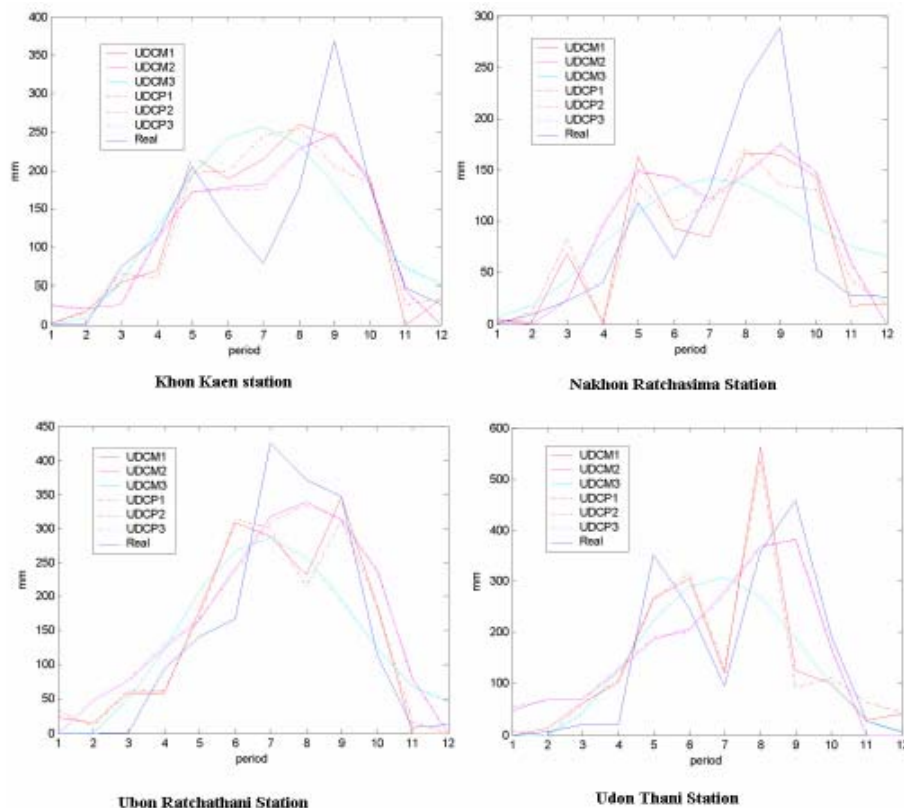 400
350
300
250
200
150
100
50
0
mm
UDCM1
UDCM2
UDCM3
UDCP1
UDCP2
UDCP3
Real
1 2 3 4 5 6 7 8 9 10 11 12
period
Khon Kaen station
300
250
200
150
100
50
0
mm
UDCM1
UDCM2
UDCM3
UDCP1
UDCP2
UDCP3
Real
1 2 3 4 5 6 7 8 9 10 11 12
period
Nakhon Ratchasima Station
450
400
350
300
250
200
150
100
50
0
mm
UDCM1
UDCM2
UDCM3
UDCP1
UDCP2
UDCP3
Real
1 2 3 4 5 6 7 8 9 10 11 12
period
Ubon Ratchathani Station
600
500
400
300
200
100
0
mm
UDCM1
UDCM2
UDCM3
UDCP1
UDCP2
UDCP3
Real
1 2 3 4 5 6 7 8 9 10 11 12
period
Udon Thani Station